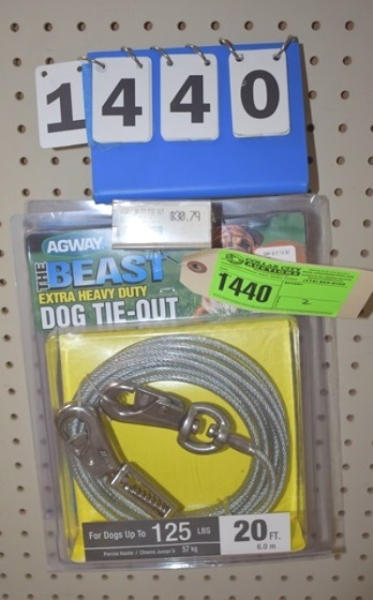 1440
$30.79
AGWAY
THE BEAST
EXTRA HEAVY DUTY
DOG TIE-OUT
1440
2
For Dogs Up To 125 LBS
57 kg
20 FT.
6.0 m